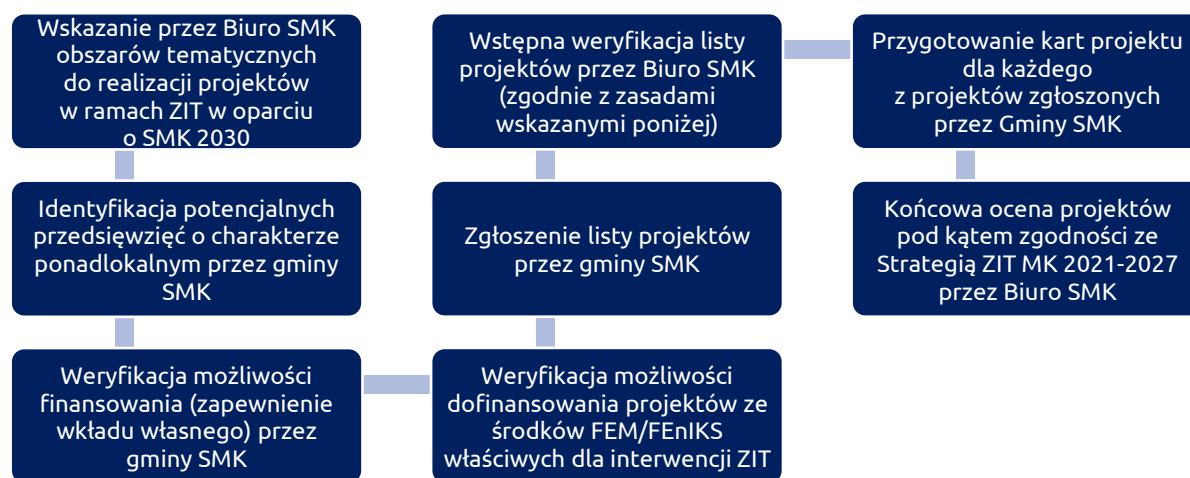 Wskazanie przez Biuro SMK
obszarów tematycznych
do realizacji projektów
w ramach ZIT w oparciu
o SMK 2030
Identyfikacja potencjalnych
przedsięwzięć o charakterze
ponadlokalnym przez gminy
SMK
Weryfikacja możliwości
finansowania (zapewnienie
wkładu własnego) przez
gminy SMK
Weryfikacja możliwości
dofinansowania projektów ze
środków FEM/FEnIKS
właściwych dla interwencji ZIT
Zgłoszenie listy projektów
przez gminy SMK
Wstępna weryfikacja listy
projektów przez Biuro SMK
(zgodnie z zasadami
wskazanymi poniżej)
Przygotowanie kart projektu
dla każdego
z projektów zgłoszonych
przez Gminy SMK
Końcowa ocena projektów
pod kątem zgodności ze
Strategią ZIT MK 2021-2027
przez Biuro SMK